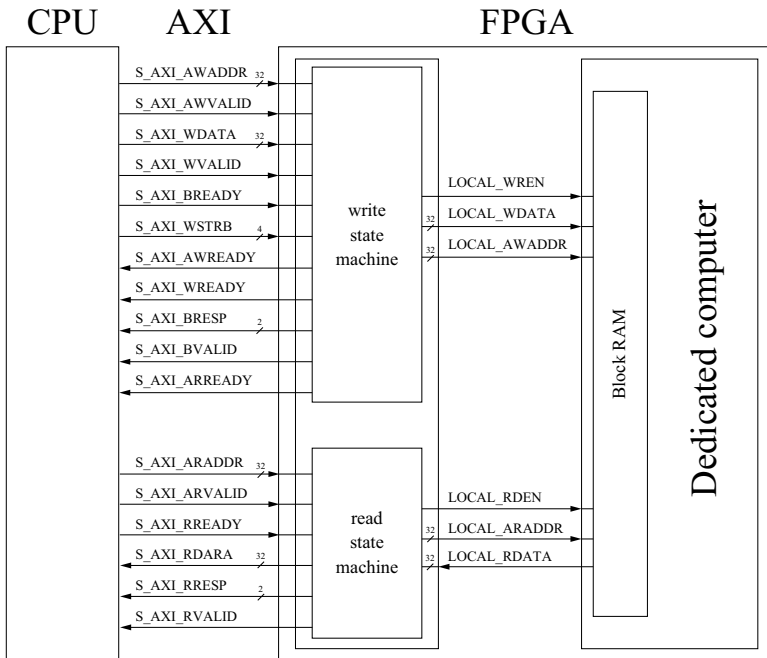 CPU AXI FPGA
S_AXI_AWADDR 32
S_AXI_AWVALID
S_AXI_WDATA 32
S_AXI_WVALID
S_AXI_BREADY
S_AXI_WSTRB 4
S_AXI_AWREADY
S_AXI_WREADY
S_AXI_BRESP 2
S_AXI_BVALID
S_AXI_ARREADY
write
state
machine
LOCAL_WREN
32 LOCAL_WDATA
32 LOCAL_AWADDR
S_AXI_ARADDR 32
S_AXI_ARVALID
S_AXI_RREADY
S_AXI_RDARA 32
S_AXI_RRESP 2
S_AXI_RVALID
read
state
machine
LOCAL_RDEN
32 LOCAL_ARADDR
32 LOCAL_RDATA
Block RAM
Dedicated computer